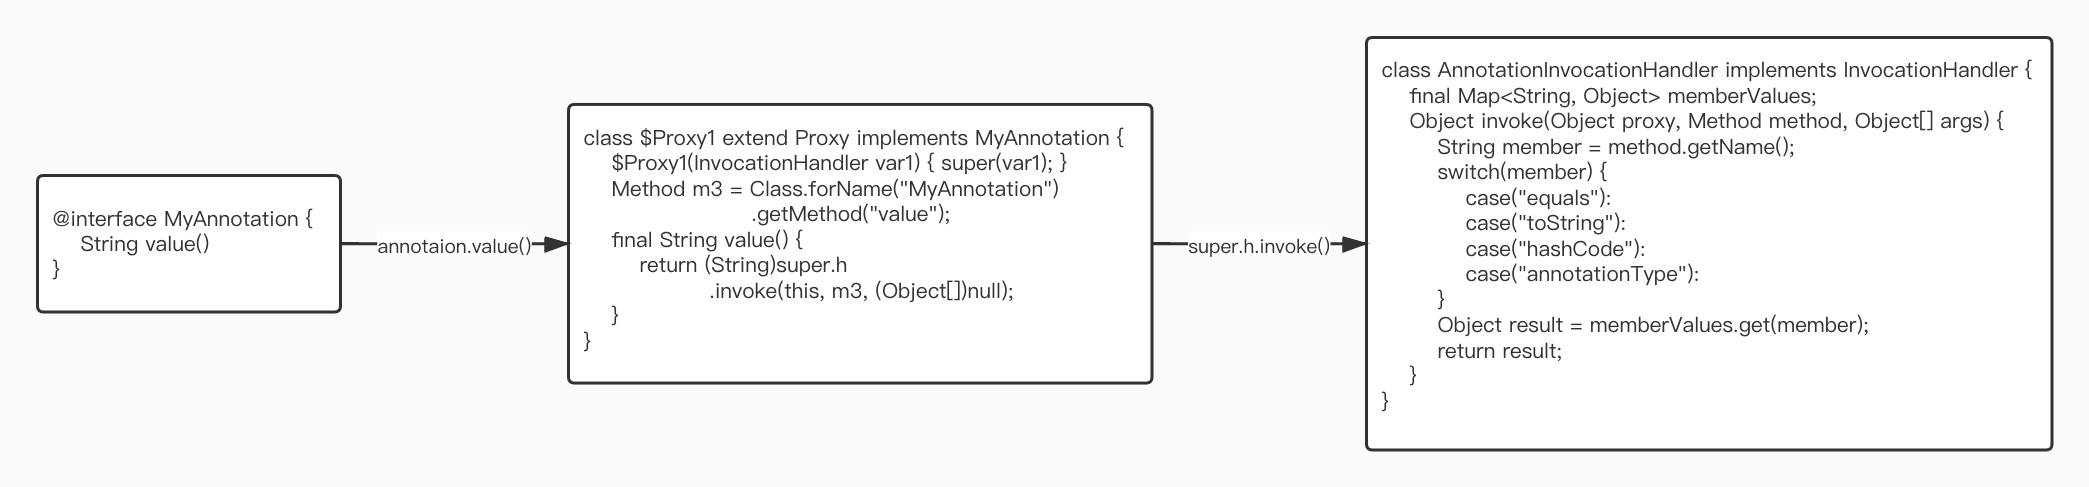 @interface MyAnnotation {
String value()
}
annotaion.value()
class $Proxy1 extend Proxy implements MyAnnotation {
$Proxy1(InvocationHandler var1) { super(var1); }
Method m3 = Class.forName("MyAnnotation")
.getMethod("value");
final String value() {
return (String)super.h
.invoke(this, m3, (Object[])null);
}
}
super.h.invoke()
class AnnotationInvocationHandler implements InvocationHandler {
final Map<String, Object> memberValues;
Object invoke(Object proxy, Method method, Object[] args) {
String member = method.getName();
switch(member) {
case("equals"):
case("toString"):
case("hashCode"):
case("annotationType"):
}
Object result = memberValues.get(member);
return result;
}
}